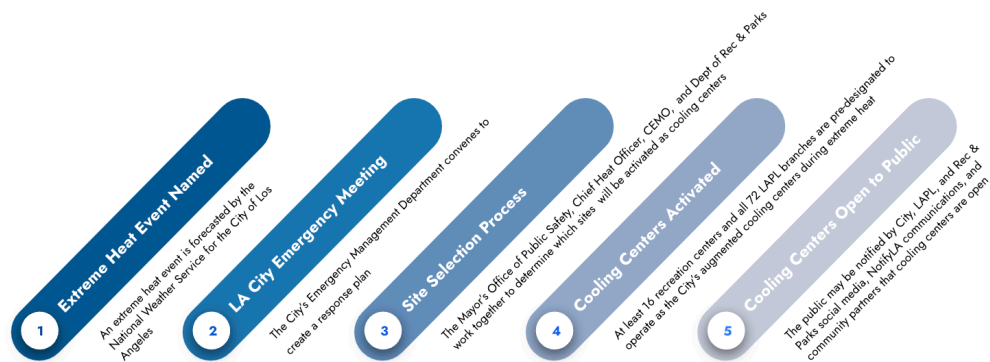 1
Extreme Heat Event Named
An extreme heat event is forecasted by the
National Weather Service for the City of Los
Angeles
2
LA City Emergency Meeting
The City's Emergency Management Department convenes to
create a response plan
3
Site Selection Process
The Mayor's Office of Public Safety, Chief Heat Officer, CEMO, and Dept of Rec & Parks
work together to determine which sites will be activated as cooling centers
4
Cooling Centers Activated
At least 16 recreation centers and all 72 LAPL branches are pre-designated to
operate as the City's augmented cooling centers during extreme heat
5
Cooling Centers Open to Public
The public may be notified by City, LAPL, and Rec &
Parks social media, NotifyLA communications, and
community partners that cooling centers are open